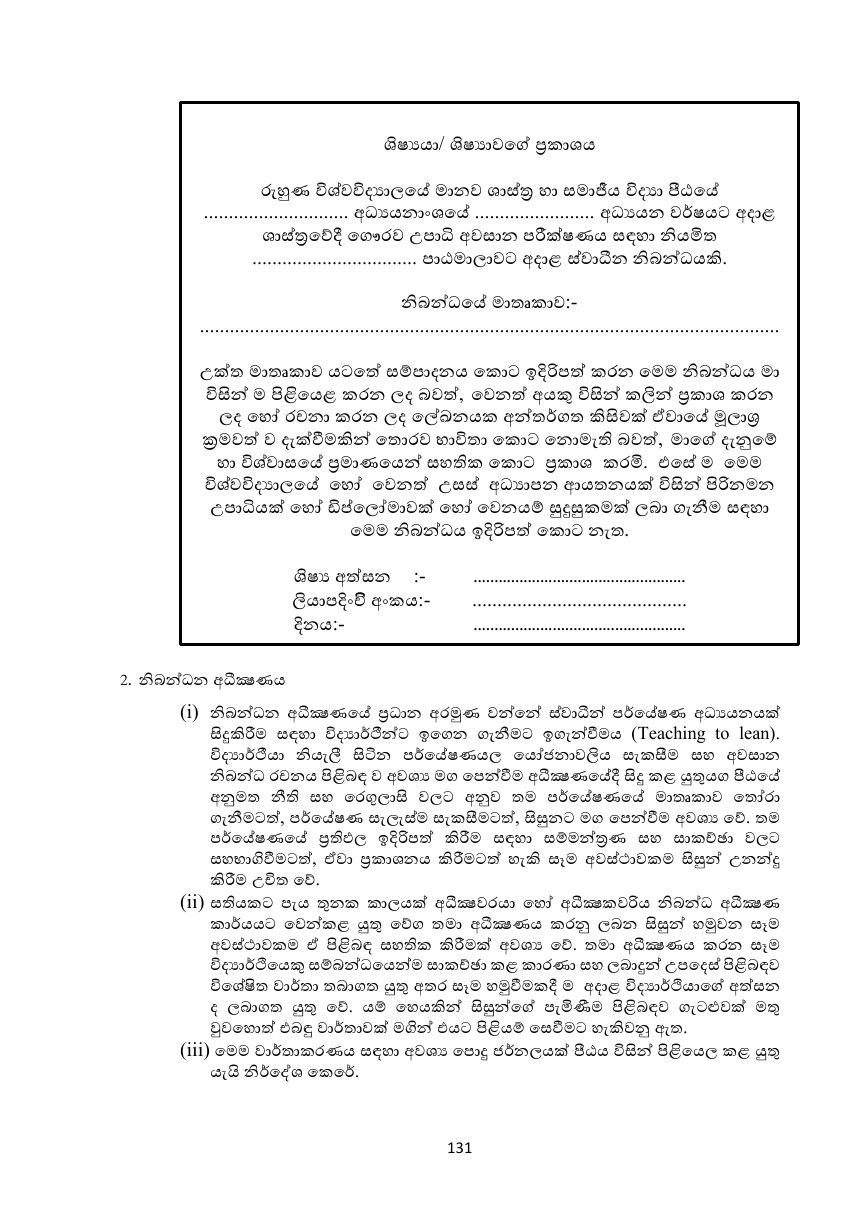 ශිෂ්‍යයා/ ශිෂ්‍යාවගේ ප්‍රකාශය
රුහුණ විශ්වවිද්‍යාලයේ මානව ශාස්ත්‍ර හා සමාජීය විද්‍යා පීඨයේ
............................. අධ්‍යයනාංශයේ ........................ අධ්‍යයන වර්ෂයට අදාළ
ශාස්ත්‍රවේදී ගෞරව උපාධි අවසාන පරීක්ෂණය සඳහා නියමිත
................................. පාඨමාලාවට අදාළ ස්වාධීන නිබන්ධයකි.
නිබන්ධයේ මාතෘකාව:-
....................................................................................................................
උක්ත මාතෘකාව යටතේ සම්පාදනය කොට ඉදිරිපත් කරන මෙම නිබන්ධය මා
විසින් ම පිළියෙළ කරන ලද බවත්, වෙනත් අයකු විසින් කලින් ප්‍රකාශ කරන
ලද හෝ රචනා කරන ලද ලේඛනයක අන්තර්ගත කිසිවක් ඒවායේ මූලාශ්‍ර
ක්‍රමවත් ව දැක්වීමකින් තොරව භාවිතා කොට නොමැති බවත්, මාගේ දැනුමේ
හා විශ්වාසයේ ප්‍රමාණයෙන් සහතික කොට ප්‍රකාශ කරමි. එසේ ම මෙම
විශ්වවිද්‍යාලයේ හෝ වෙනත් උසස් අධ්‍යාපන ආයතනයක් විසින් පිරිනමන
උපාධියක් හෝ ඩිප්ලෝමාවක් හෝ වෙනයම් සුදුසුකමක් ලබා ගැනීම සඳහා
මෙම නිබන්ධය ඉදිරිපත් කොට නැත.
ශිෂ්‍ය අත්සන :- ...................................................
ලියාපදිංචි අංකය:- ...........................................
දිනය:- ...................................................
2. නිබන්ධන අධීක්‍ෂණය
(i) නිබන්ධන අධීක්‍ෂණයේ ප්‍රධාන අරමුණ වන්නේ ස්වාධීන් පර්යේෂණ අධ්‍යයනයක්
සිදුකිරීම සඳහා විද්‍යාර්ථීන්ට ඉගෙන ගැනීමට ඉගැන්වීමය (Teaching to lean).
විද්‍යාර්ථීයා නියැලී සිටින පර්යේෂණයල යෝජනාවලිය සැකසීම සහ අවසාන
නිබන්ධ රචනය පිළිබඳ ව අවශ්‍ය මග පෙන්වීම අධීක්‍ෂණයේදී සිදු කළ යුතුයග පීඨයේ
අනුමත නීති සහ රෙගුලාසි වලට අනුව තම පර්යේෂණයේ මාතෘකාව තෝරා
ගැනීමටත්, පර්යේෂණ සැලැස්ම සැකසීමටත්, සිසුනට මග පෙන්වීම අවශ්‍ය වේ. තම
පර්යේෂණයේ ප්‍රතිඵල ඉදිරිපත් කිරීම සඳහා සම්මන්ත්‍රණ සහ සාකච්ඡා වලට
සහභාගිවීමටත්, ඒවා ප්‍රකාශනය කිරීමටත් හැකි සෑම අවස්ථාවකම සිසුන් උනන්දු
කිරීම උචිත වේ.
(ii) සතියකට පැය තුනක කාලයක් අධීක්‍ෂවරයා හෝ අධීක්‍ෂකවරිය නිබන්ධ අධීක්‍ෂණ
කාර්යයට වෙන්කළ යුතු වේග තමා අධීක්‍ෂණය කරනු ලබන සිසුන් හමුවන සෑම
අවස්ථාවකම ඒ පිළිබඳ සහතික කිරීමක් අවශ්‍ය වේ. තමා අධීක්‍ෂණය කරන සෑම
විද්‍යාර්ථියෙකු සම්බන්ධයෙන්ම සාකච්ඡා කළ කාරණා සහ ලබාදුන් උපදෙස් පිළිබඳව
විශේෂිත වාර්තා තබාගත යුතු අතර සෑම හමුවීමකදී ම අදාළ විද්‍යාර්ථියාගේ අත්සන
ද ලබාගත යුතු වේ. යම් හෙයකින් සිසුන්ගේ පැමිණීම පිළිබඳව ගැටළුවක් මතු
වුවහොත් එබඳු වාර්තාවක් මගින් එයට පිළියම් සෙවීමට හැකිවනු ඇත.
(iii) මෙම වාර්තාකරණය සඳහා අවශ්‍ය පොදු ජර්නලයක් පීඨය විසින් පිළියෙල කළ යුතු
යැයි නිර්දේශ කෙරේ.
131